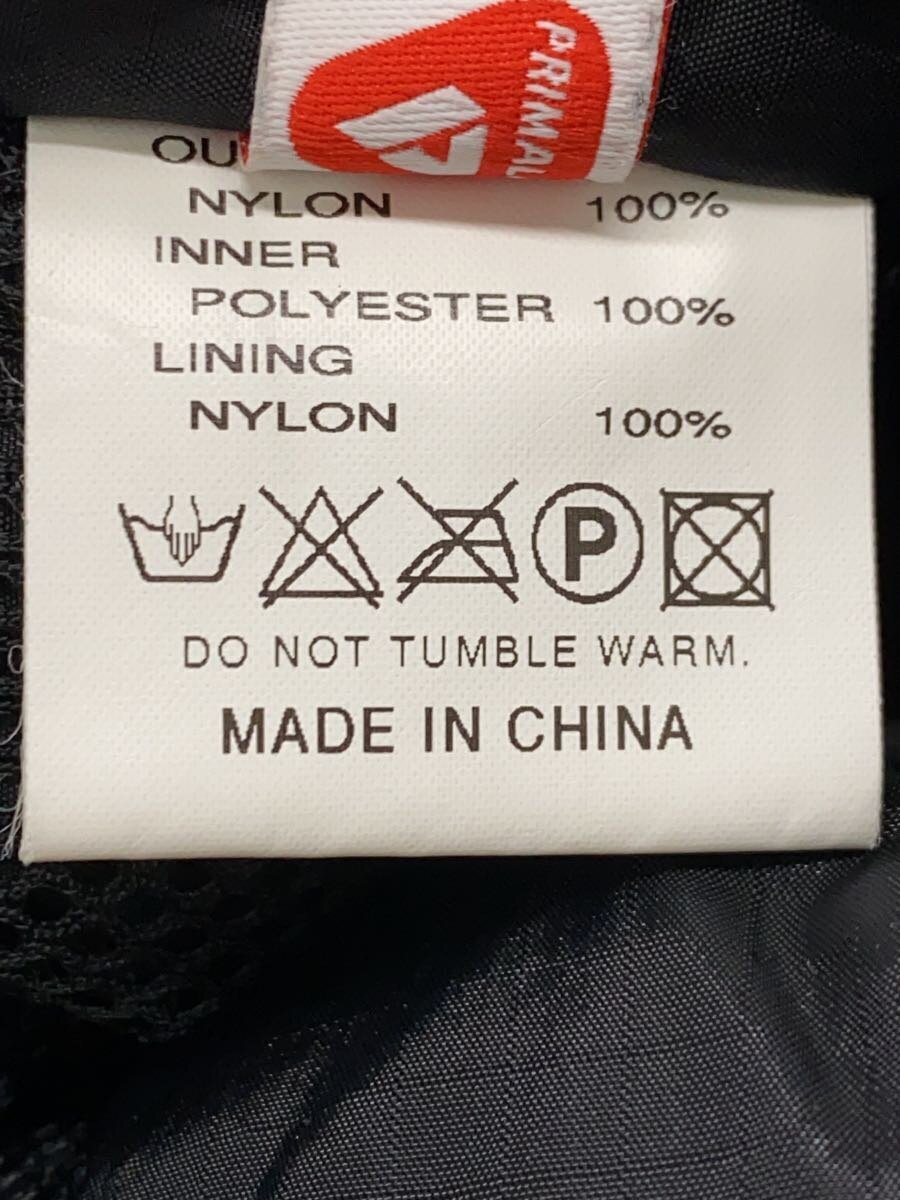 PRIMAL
OU
NYLON 100%
INNER
POLYESTER 100%
LINING
NYLON 100%
P
DO NOT TUMBLE WARM.
MADE IN CHINA